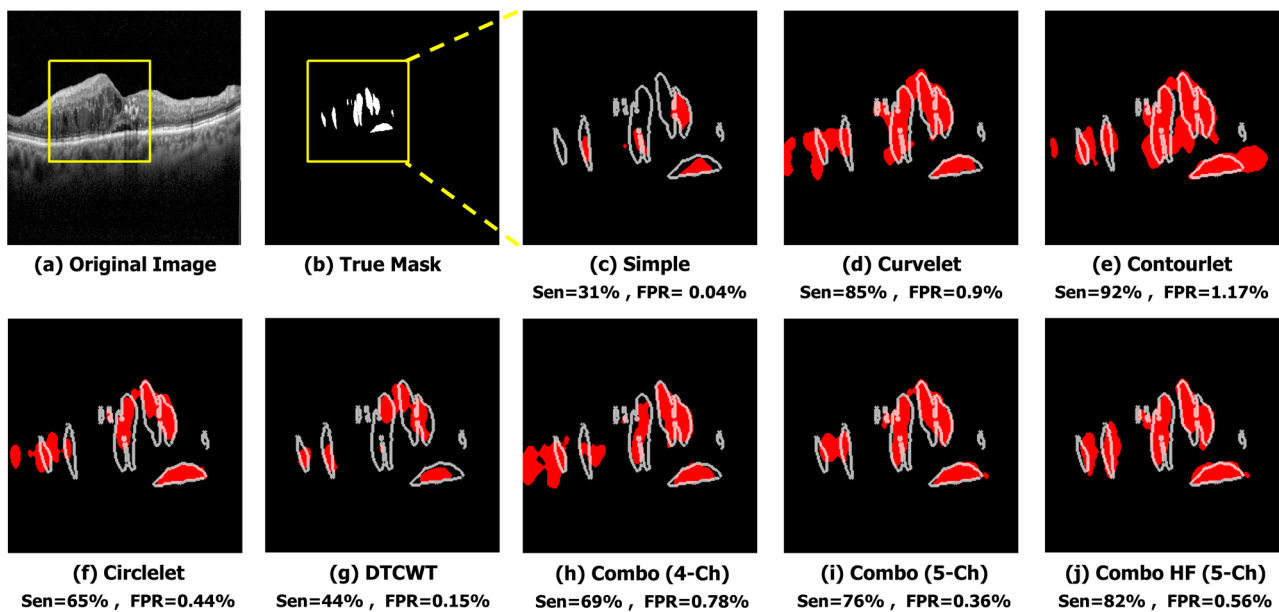 (a) Original Image
(b) True Mask
(c) Simple
(d) Curvelet
(e) Contourlet
Sen=31% , FPR= 0.04%
Sen=85% , FPR=0.9%
Sen=92% , FPR=1.17%
(f) Circlelet
(g) DTCWT
(h) Combo (4-Ch)
(i) Combo (5-Ch)
(j) Combo HF (5-Ch)
Sen=65% , FPR=0.44%
Sen=44% , FPR=0.15%
Sen=69% , FPR=0.78%
Sen=76% , FPR=0.36%
Sen=82% , FPR=0.56%